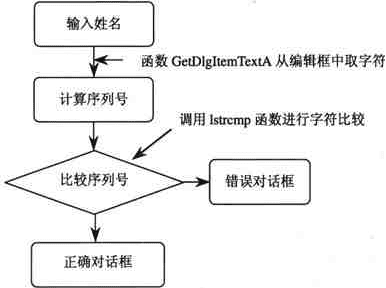 输入姓名
函数 GetDlgItemTextA 从编辑框中取字符
计算序列号
调用 lstrcmp 函数进行字符比较
比较序列号
错误对话框
正确对话框